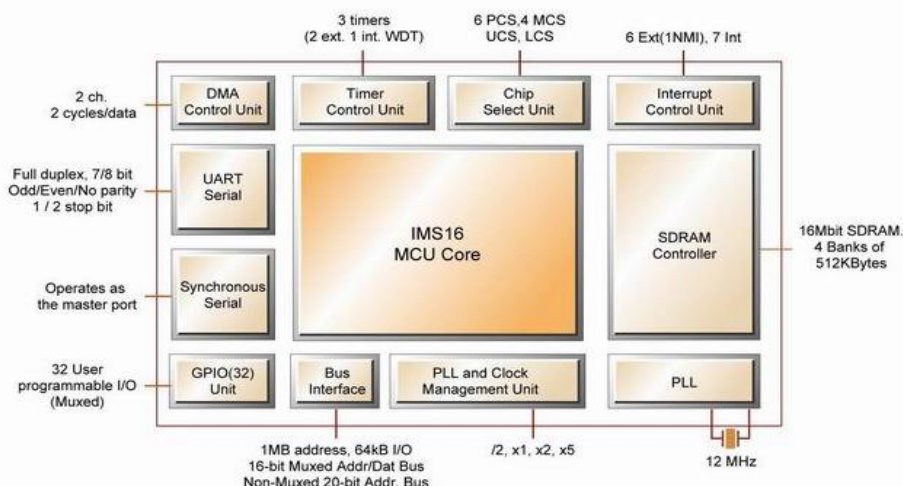 3 timers
(2 ext. 1 int. WDT)
6 PCS,4 MCS
UCS, LCS
6 Ext(1NMI), 7 Int
2 ch.
2 cycles/data
DMA
Control Unit
Timer
Control Unit
Chip
Select Unit
Interrupt
Control Unit
Full duplex, 7/8 bit
Odd/Even/No parity
1 / 2 stop bit
UART
Serial
IMS16
MCU Core
SDRAM
Controller
16Mbit SDRAM.
4 Banks of
512KBytes
Operates as
the master port
Synchronous
Serial
32 User
programmable I/O
(Muxed)
GPIO(32)
Unit
Bus
Interface
PLL and Clock
Management Unit
PLL
1MB address, 64kB I/O
16-bit Muxed Addr/Dat Bus
Non-Muxed 20-bit Addr. Bus
/2, x1, x2, x5
12 MHz